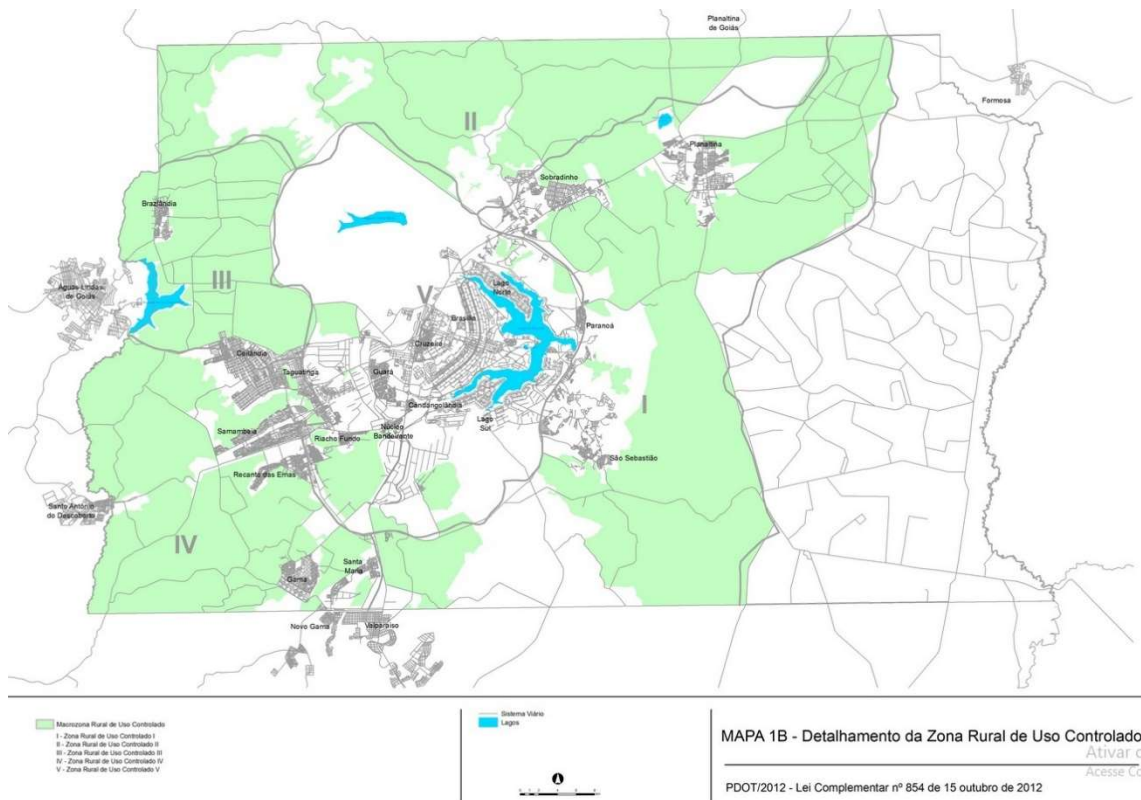 Planaltina
de Goiás
Formosa
II
Planaltina
Sobradinho
Brazlândia
Águas Lindas
de Goiás
III
V
Lago
Norte
Brasília
Paranoá
Cruzeiro
Ceilândia
Taguatinga
Guará
Candangolândia
I
Lago
Sul
Samambaia
Núcleo
Bandeirante
Riacho Fundo
São Sebastião
Recanto das Emas
Santo Antônio
do Descoberto
IV
Santa
Maria
Gama
Novo Gama
Valparaíso
Macrozona Rural de Uso Controlado
I - Zona Rural de Uso Controlado I
II - Zona Rural de Uso Controlado II
III - Zona Rural de Uso Controlado III
IV - Zona Rural de Uso Controlado IV
V - Zona Rural de Uso Controlado V
Sistema Viário
Lagos
MAPA 1B - Detalhamento da Zona Rural de Uso Controlado
Ativar
Acesse
PDOT/2012 - Lei Complementar nº 854 de 15 outubro de 2012